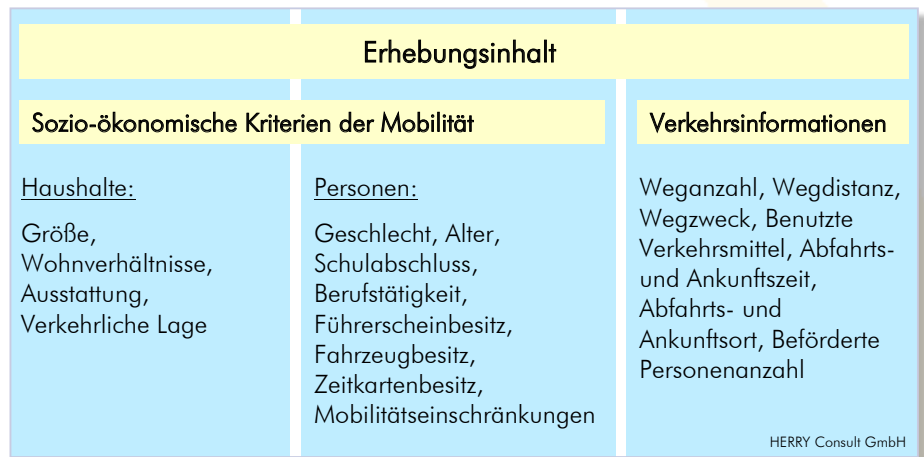 Erhebungsinhalt
Sozio-ökonomische Kriterien der Mobilität
Haushalte:
Größe,
Wohnverhältnisse,
Ausstattung,
Verkehrliche Lage
Personen:
Geschlecht, Alter,
Schulabschluss,
Berufstätigkeit,
Führerscheinbesitz,
Fahrzeugbesitz,
Zeitkartenbesitz,
Mobilitätseinschränkungen
Verkehrsinformationen
Weganzahl, Wegdistanz,
Wegzweck, Benutzte
Verkehrsmittel, Abfahrts-
und Ankunftszeit,
Abfahrts- und
Ankunftsort, Beförderte
Personenanzahl
HERRY Consult GmbH